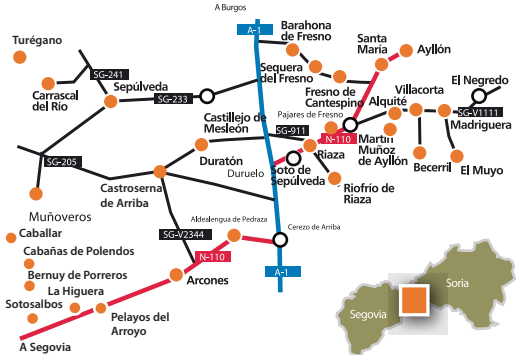 A Burgos
A-1
Turégano
Barahona
de Fresno
Santa
María
Ayllón
SG-241
Sequera
del Fresno
Carrascal
del Río
Sepúlveda
SG-233
Fresno de
Cantespino
Villacorta
El Negredo
Castillejo de
Mesleón
Pajares de Fresno
Alquité
SG-V1111
Madriguera
SG-911
N-110
Riaza
Martín
Muñoz
de Ayllón
SG-205
Duratón
Duruelo
Soto de
Sepúlveda
Becerril
El Muyo
Castroserna
de Arriba
Riofrío de
Riaza
Muñoveros
Aldealengua de Pedraza
Caballar
SG-V2344
Cerezo de Arriba
Cabañas de Polendos
N-110
Bernuy de Porreros
A-1
La Higuera
Arcones
Soria
Sotosalbos
Pelayos del
Arroyo
Segovia
A Segovia